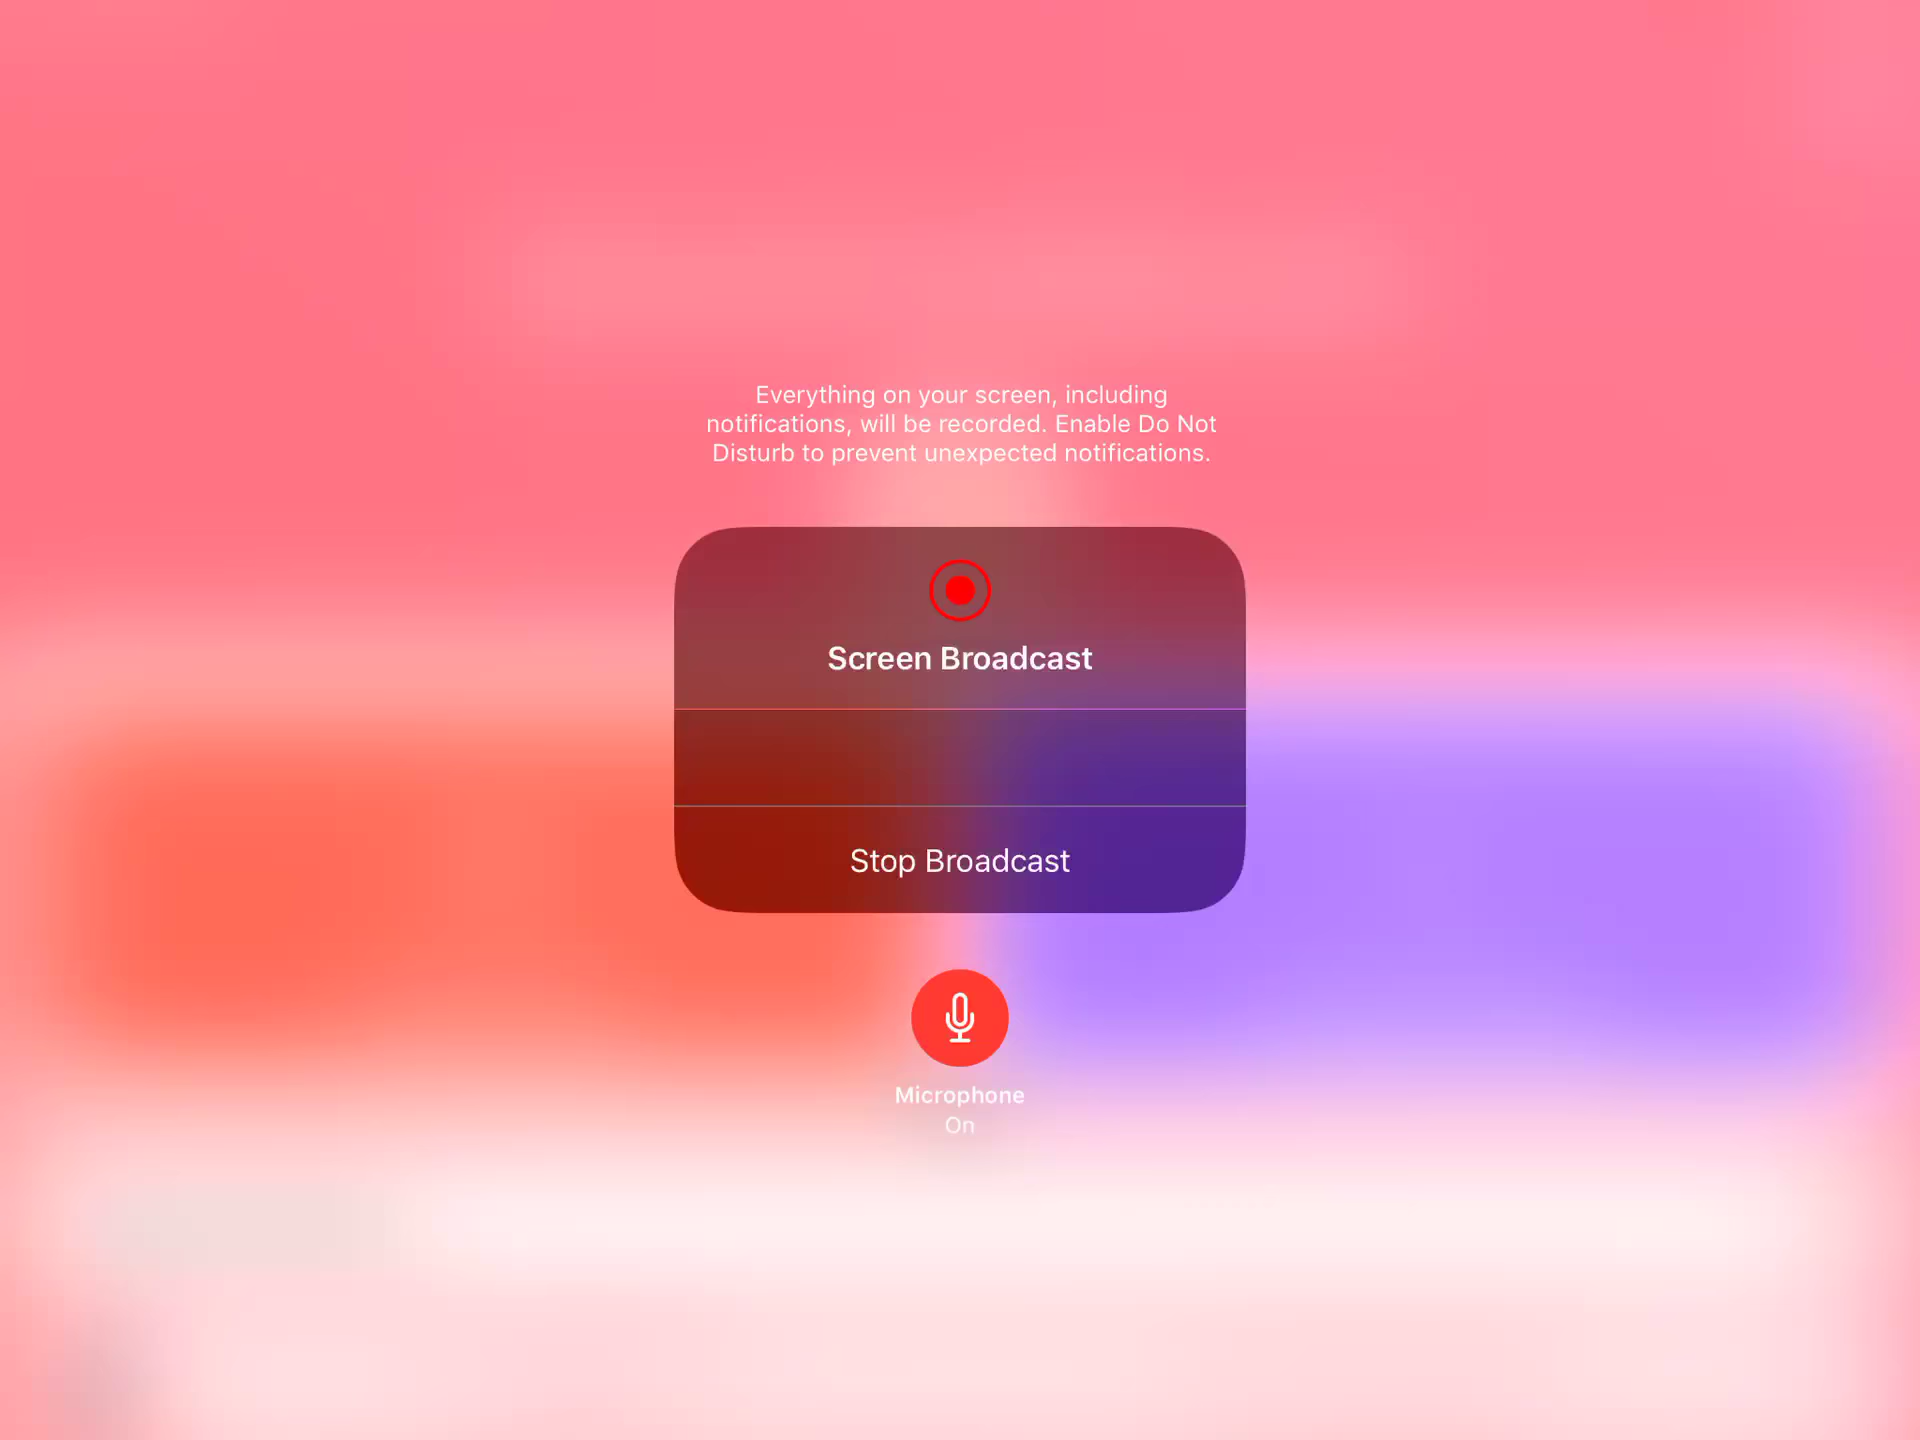 Everything on your screen, including
notifications, will be recorded. Enable Do Not
Disturb to prevent unexpected notifications.
Screen Broadcast
Stop Broadcast
Microphone
On